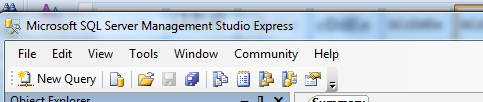 Microsoft SQL Server Management Studio Express
File Edit View Tools Window Community Help
New Query
Object Explorer Summary